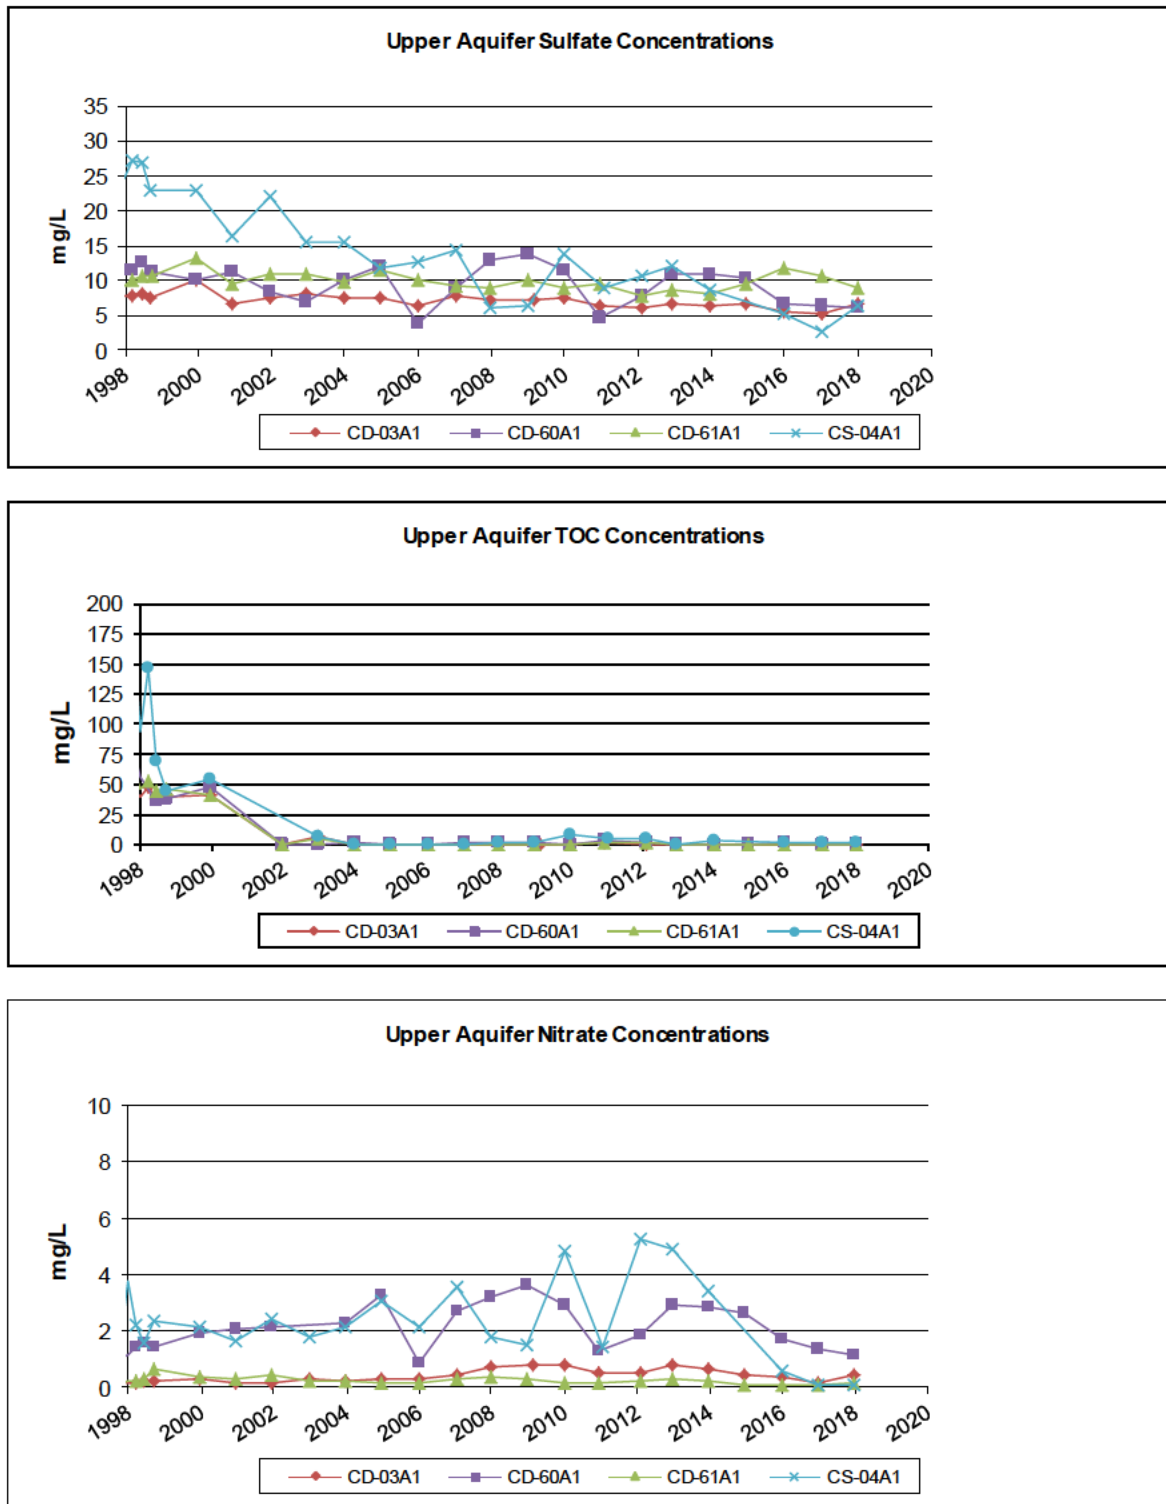 Upper Aquifer Sulfate Concentrations
35
30
25
20
15
10
5
0
mg/L
1998 2000 2002 2004 2006 2008 2010 2012 2014 2016 2018 2020
CD-03A1 CD-60A1 CD-61A1 CS-04A1
Upper Aquifer TOC Concentrations
200
175
150
125
100
75
50
25
0
mg/L
1998 2000 2002 2004 2006 2008 2010 2012 2014 2016 2018 2020
CD-03A1 CD-60A1 CD-61A1 CS-04A1
Upper Aquifer Nitrate Concentrations
10
8
6
4
2
0
mg/L
1998 2000 2002 2004 2006 2008 2010 2012 2014 2016 2018 2020
CD-03A1 CD-60A1 CD-61A1 CS-04A1